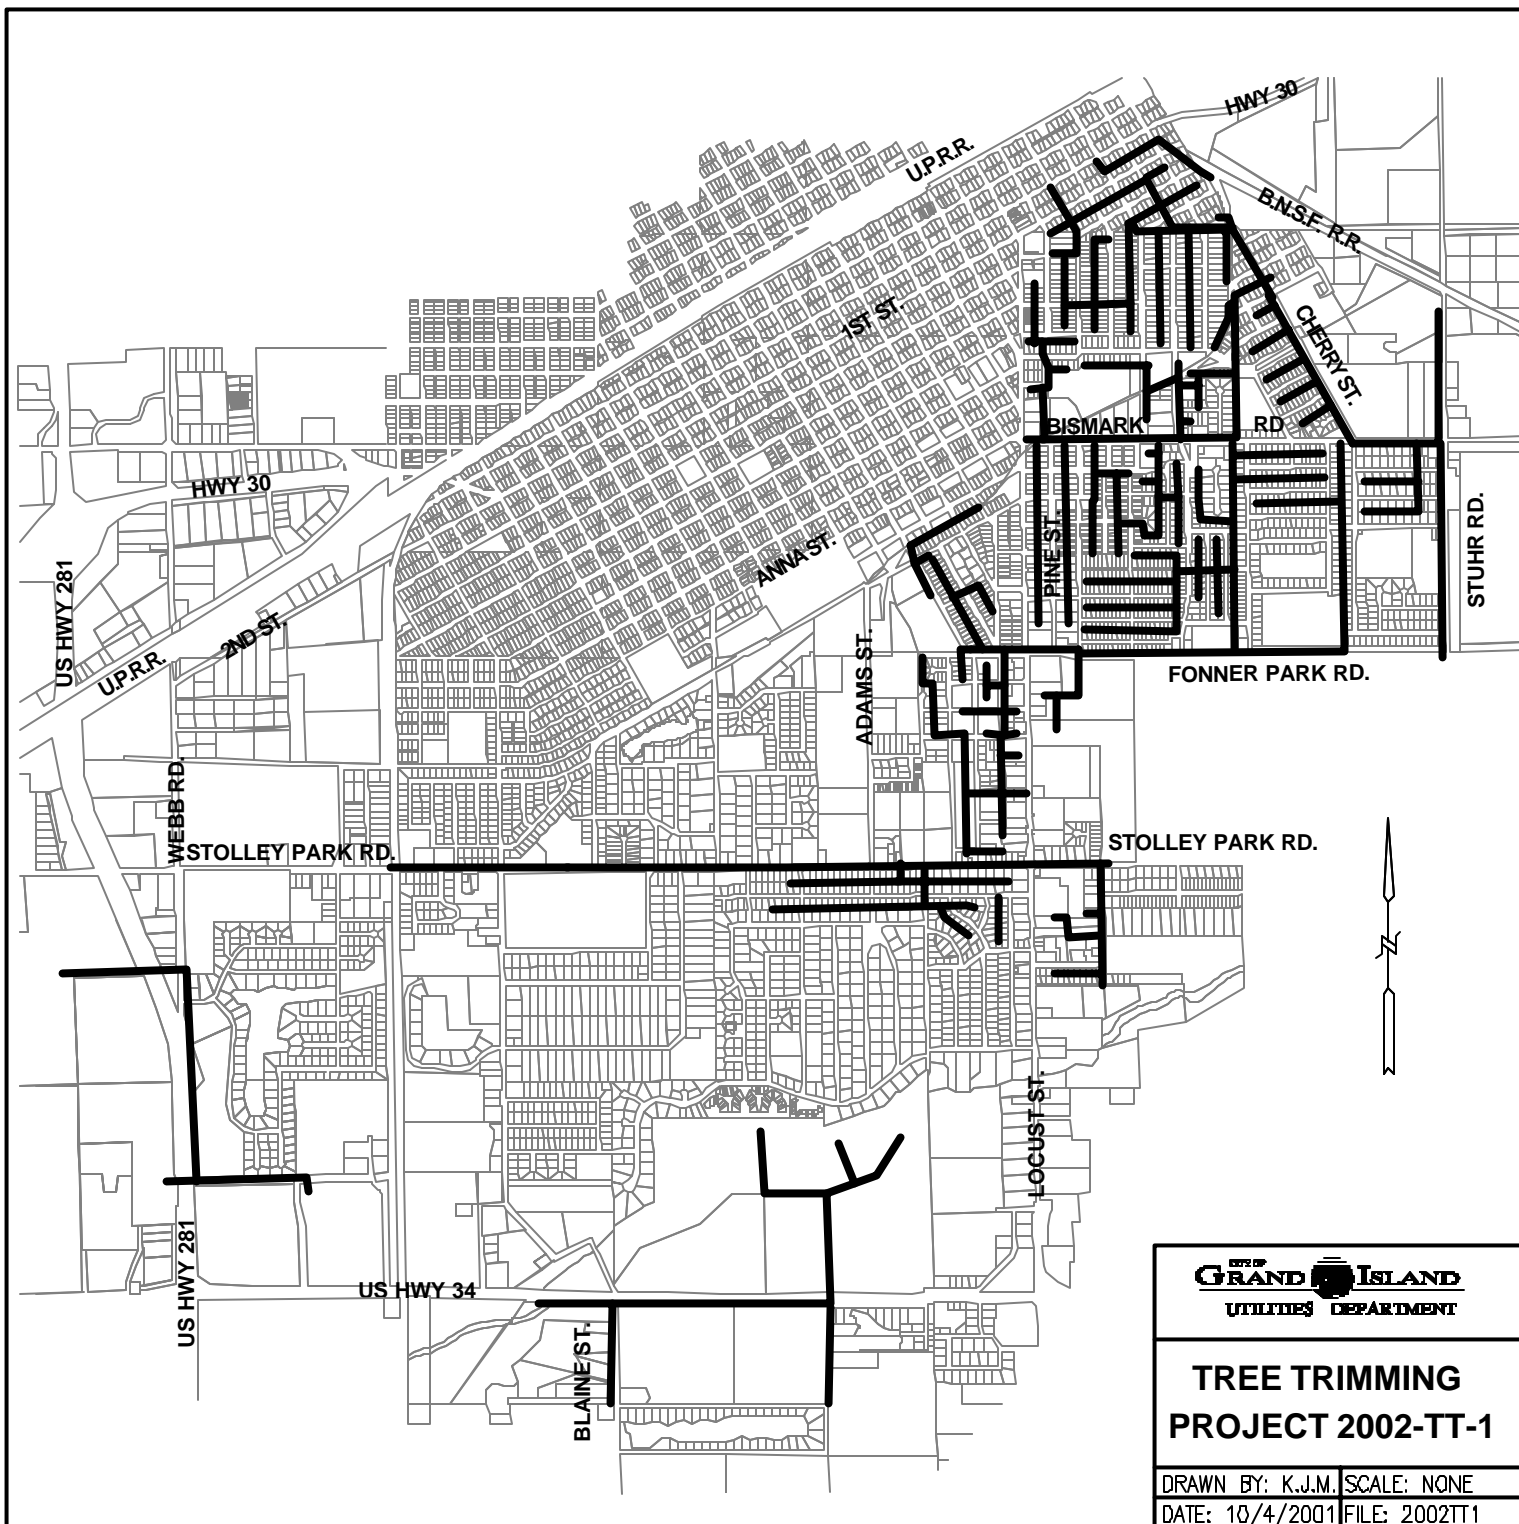 HWY 30
U.P.R.R.
B.N.S.F. R.R.
1ST ST.
CHERRY ST.
BISMARK RD
HWY 30
STUHR RD.
ANNA ST.
PINE ST.
US HWY 281
2ND ST.
U.P.R.R.
ADAMS ST.
FONNER PARK RD.
WEBB RD.
STOLLEY PARK RD.
STOLLEY PARK RD.
LOCUST ST.
US HWY 281
US HWY 34
BLAINE ST.
CITY OF
GRAND ISLAND
UTILITIES DEPARTMENT
TREE TRIMMING
PROJECT 2002-TT-1
DRAWN BY: K.J.M. SCALE: NONE
DATE: 10/4/2001 FILE: 2002TT1